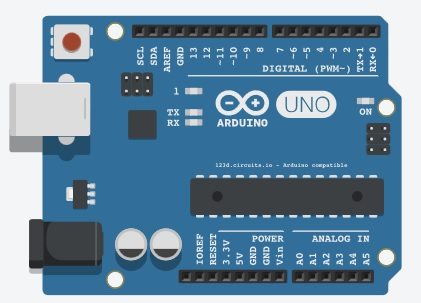 SCL
SDA
AREF
GND
13
12
~11
~10
~9
8
7
~6
~5
4
~3
2
TX→1
RX←0
DIGITAL (PWM~)
1
TX
RX
UNO
ARDUINO
ON
123d.circuits.io - Arduino compatible
IOREF
RESET
3.3V
5V
GND
GND
Vin
POWER
ANALOG IN
A0
A1
A2
A3
A4
A5